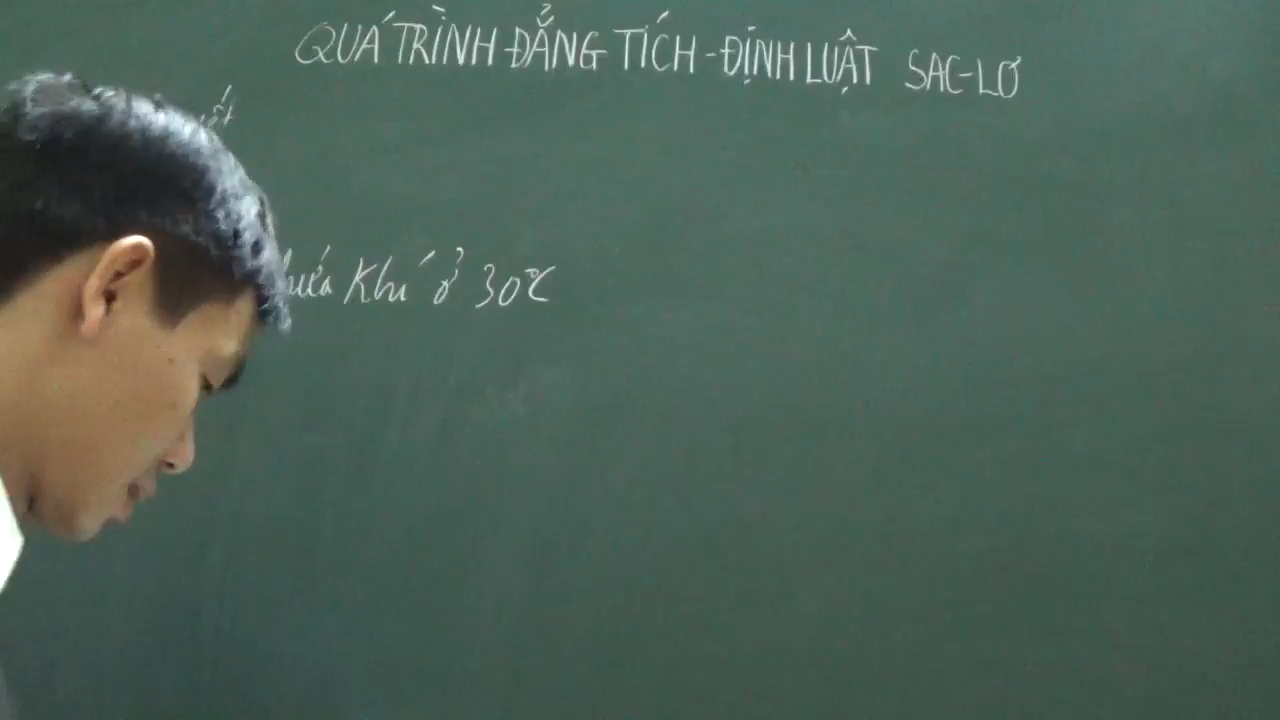 QUÁ TRÌNH ĐẲNG TÍCH - ĐỊNH LUẬT SAC-LƠ
khí ở 30°C